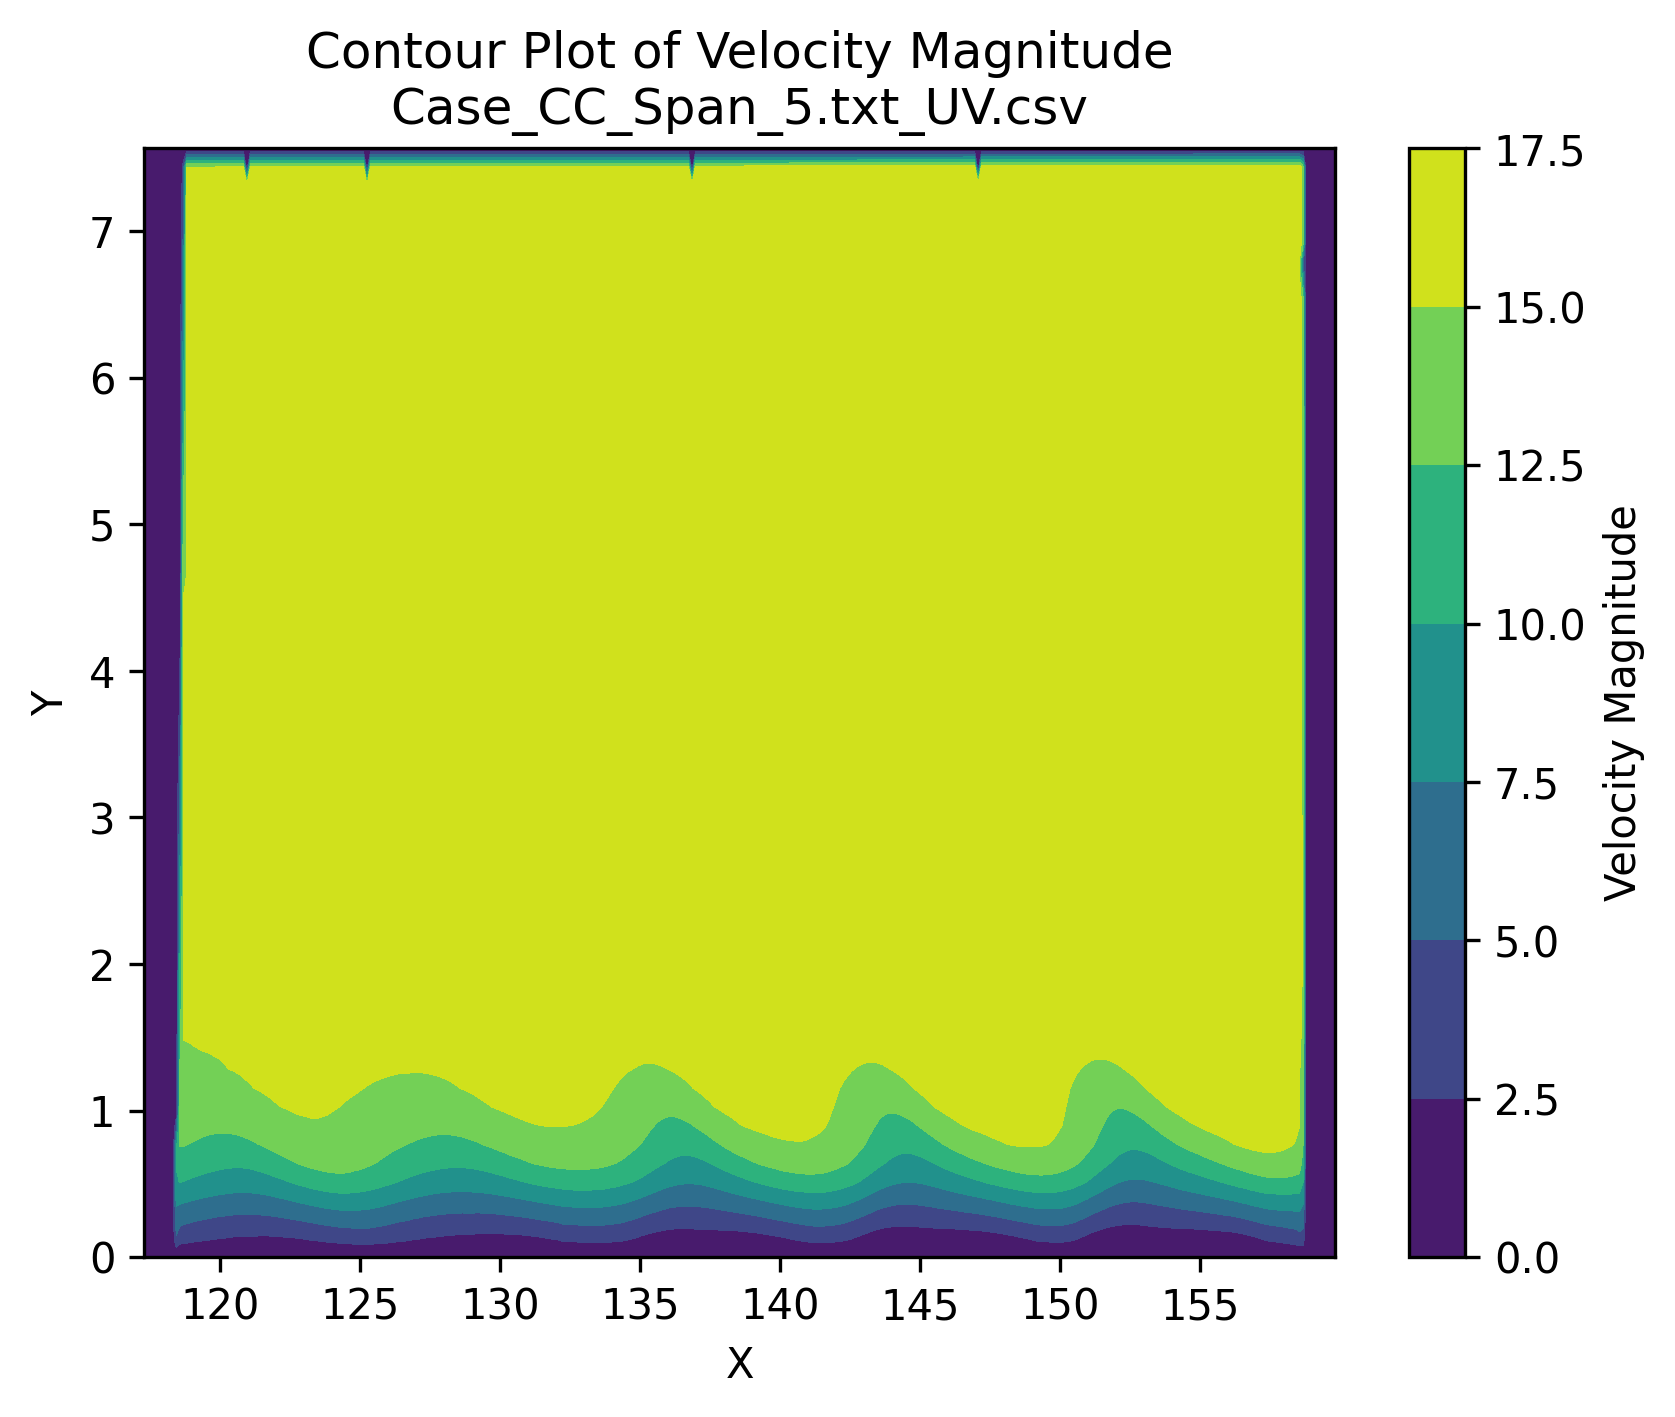 Contour Plot of Velocity Magnitude
Case_CC_Span_5.txt_UV.csv
7
6
5
4
3
2
1
0
Y
120 125 130 135 140 145 150 155
X
17.5
15.0
12.5
10.0
7.5
5.0
2.5
0.0
Velocity Magnitude